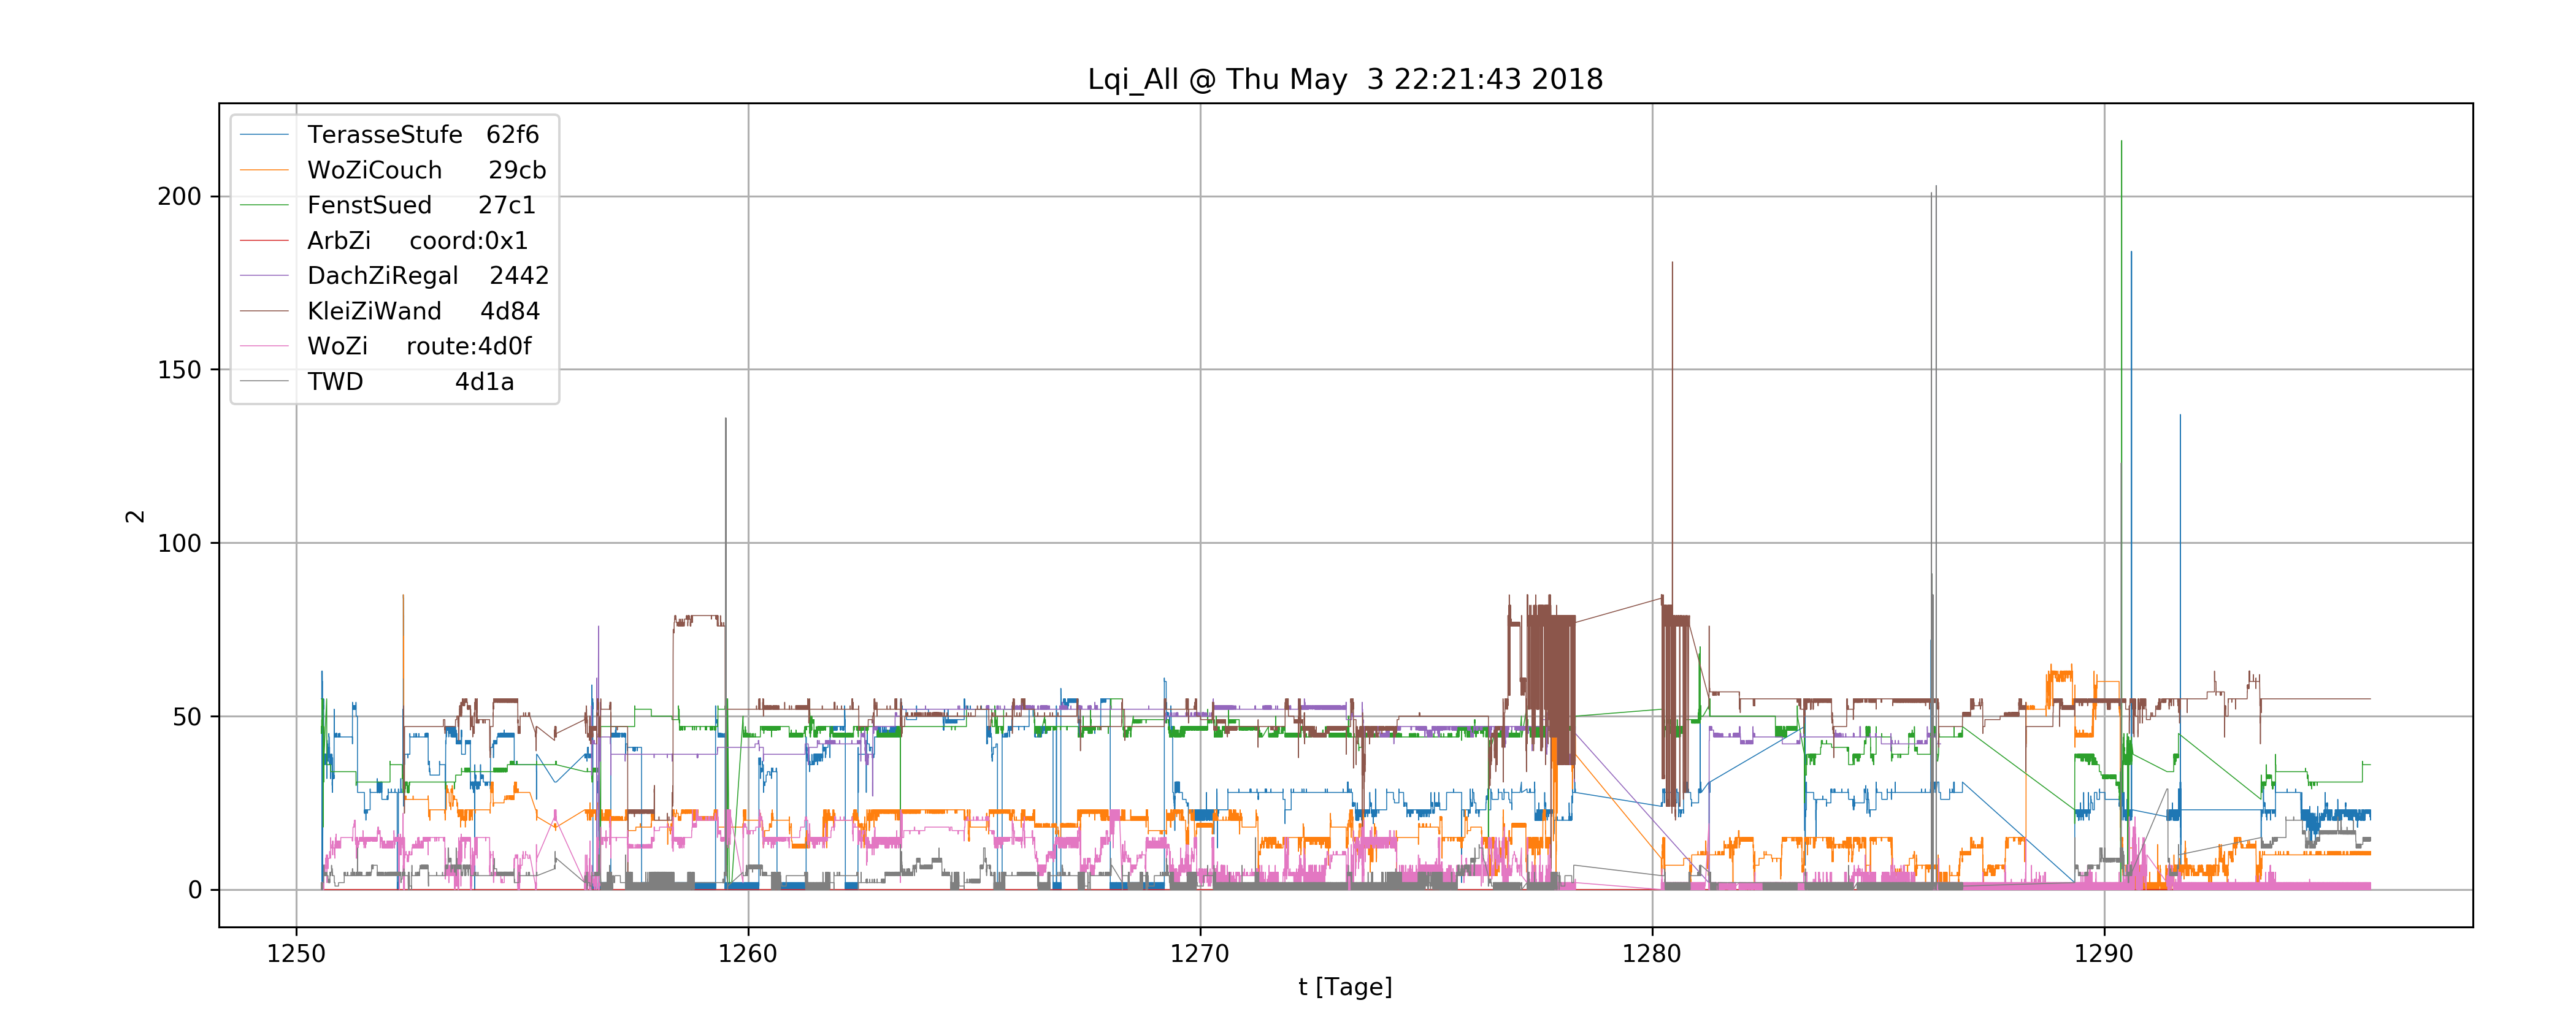 Lqi_All @ Thu May  3 22:21:43 2018
TerasseStufe   62f6
WoZiCouch      29cb
FenstSued      27c1
ArbZi     coord:0x1
DachZiRegal    2442
KleiZiWand     4d84
WoZi     route:4d0f
TWD            4d1a
200
150
100
50
0
2
1250
1260
1270
1280
1290
t [Tage]